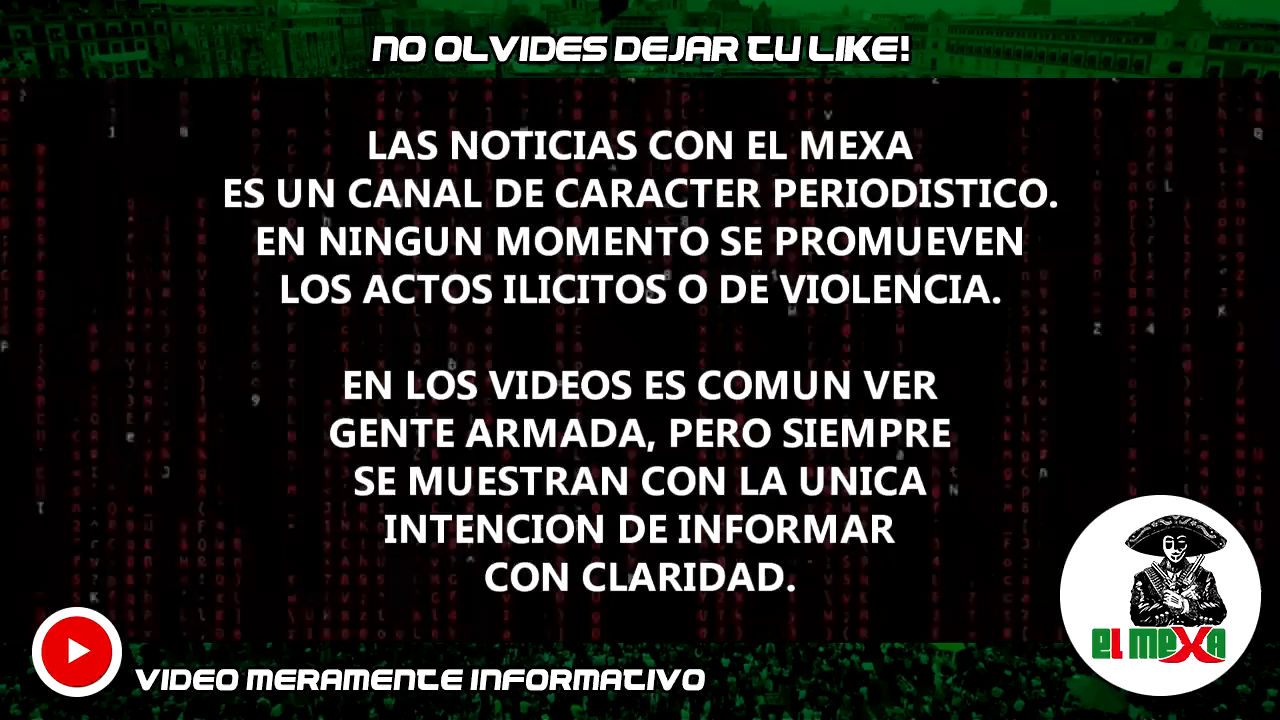 NO OLVIDES DEJAR TU LIKE!
LAS NOTICIAS CON EL MEXA
ES UN CANAL DE CARACTER PERIODISTICO.
EN NINGUN MOMENTO SE PROMUEVEN
LOS ACTOS ILICITOS O DE VIOLENCIA.
EN LOS VIDEOS ES COMUN VER
GENTE ARMADA, PERO SIEMPRE
SE MUESTRAN CON LA UNICA
INTENCION DE INFORMAR
CON CLARIDAD.
EL MEXA
VIDEO MERAMENTE INFORMATIVO